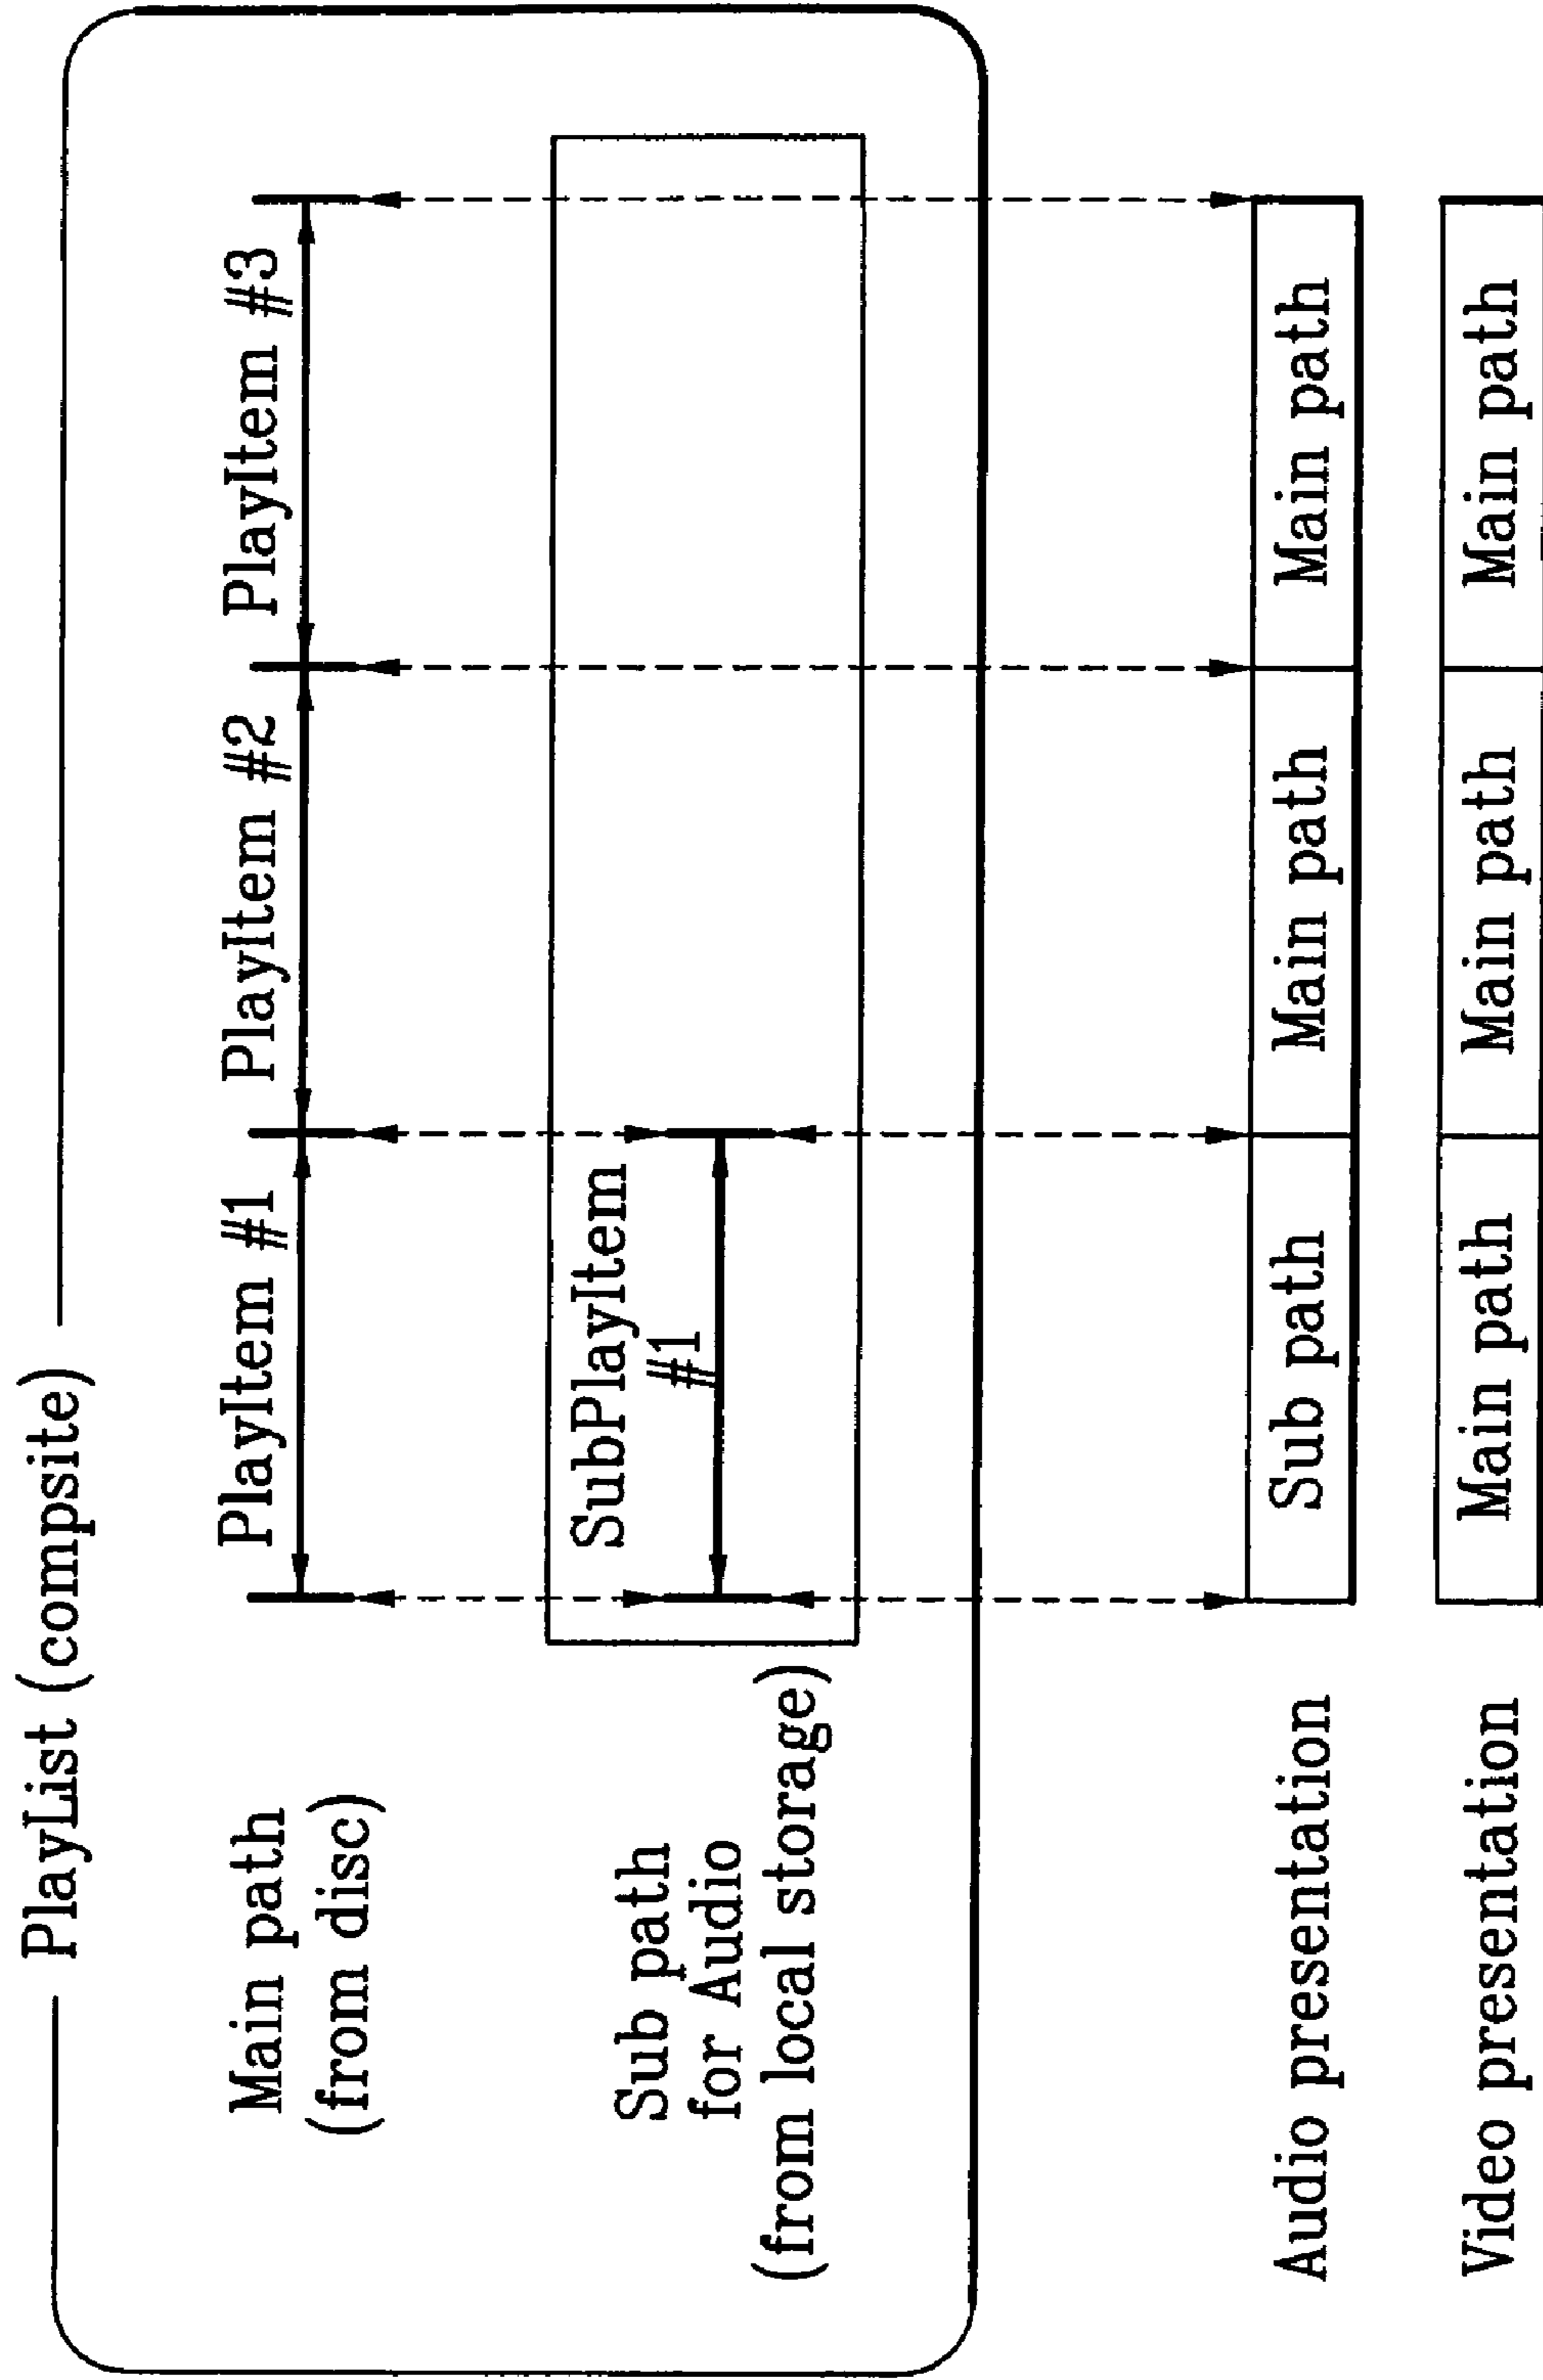 PlayList (compsite)
Main path
(from disc)
PlayItem #1
PlayItem #2
PlayItem #3
Sub path
for Audio
(from local storage)
SubPlayItem
#1
Audio presentation
Sub path
Main path
Main path
Video presentation
Main path
Main path
Main path